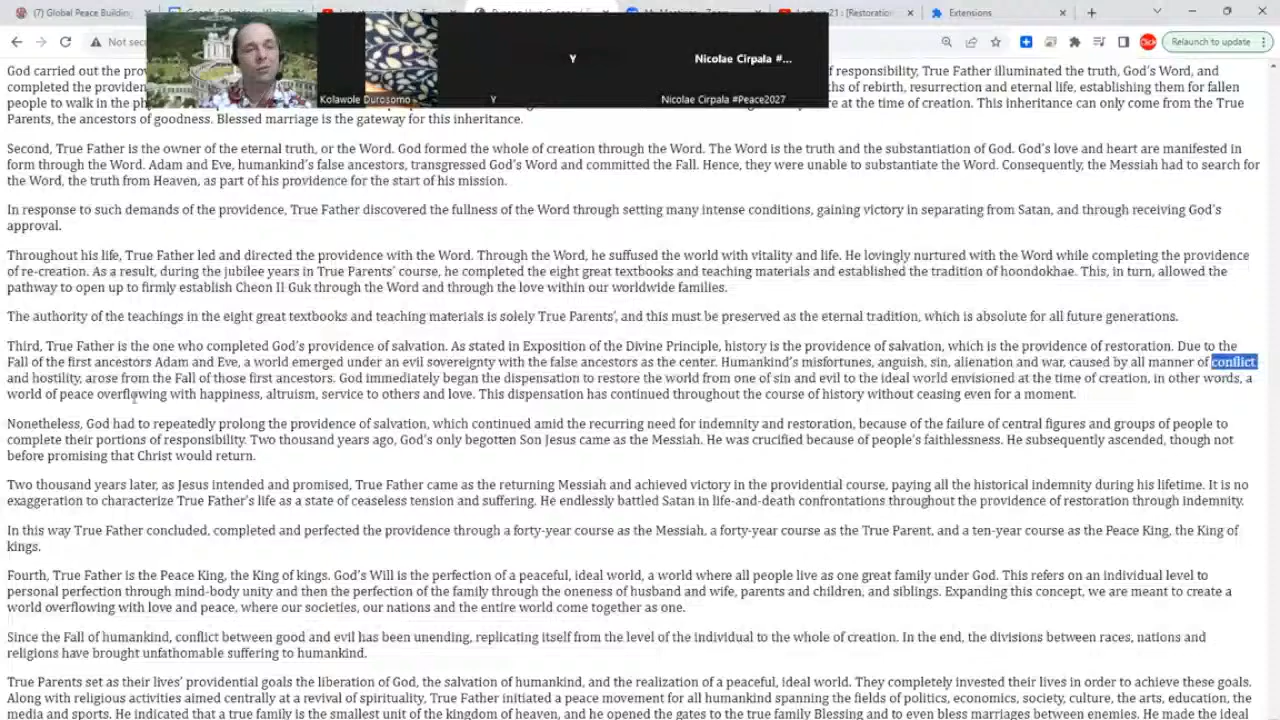 (7) Global Peace Building
My Meetings - Zoom
21 : [Restoration
Extensions
Not sec
Relaunch to update
Y
Nicolae Cirpala #...
Kolawole Durosomo
Y
Nicolae Cirpala #Peace2027
God carried out the prov
f responsibility, True Father illuminated the truth, God's Word, and
completed the providen
hs of rebirth, resurrection and eternal life, establishing them for fallen
people to walk in the ph
re at the time of creation. This inheritance can only come from the True
Parents, the ancestors of goodness. Blessed marriage is the gateway for this inheritance.
Second, True Father is the owner of the eternal truth, or the Word. God formed the whole of creation through the Word. The Word is the truth and the substantiation of God. God's love and heart are manifested in
form through the Word. Adam and Eve, humankind's false ancestors, transgressed God's Word and committed the Fall. Hence, they were unable to substantiate the Word. Consequently, the Messiah had to search for
the Word, the truth from Heaven, as part of his providence for the start of his mission.
In response to such demands of the providence, True Father discovered the fullness of the Word through setting many intense conditions, gaining victory in separating from Satan, and through receiving God's
approval.
Throughout his life, True Father led and directed the providence with the Word. Through the Word, he suffused the world with vitality and life. He lovingly nurtured with the Word while completing the providence
of re-creation. As a result, during the jubilee years in True Parents' course, he completed the eight great textbooks and teaching materials and established the tradition of hoondokhae. This, in turn, allowed the
pathway to open up to firmly establish Cheon Il Guk through the Word and through the love within our worldwide families.
The authority of the teachings in the eight great textbooks and teaching materials is solely True Parents', and this must be preserved as the eternal tradition, which is absolute for all future generations.
Third, True Father is the one who completed God's providence of salvation. As stated in Exposition of the Divine Principle, history is the providence of salvation, which is the providence of restoration. Due to the
Fall of the first ancestors Adam and Eve, a world emerged under an evil sovereignty with the false ancestors as the center. Humankind's misfortunes, anguish, sin, alienation and war, caused by all manner of conflict
and hostility, arose from the Fall of those first ancestors. God immediately began the dispensation to restore the world from one of sin and evil to the ideal world envisioned at the time of creation, in other words, a
world of peace overflowing with happiness, altruism, service to others and love. This dispensation has continued throughout the course of history without ceasing even for a moment.
Nonetheless, God had to repeatedly prolong the providence of salvation, which continued amid the recurring need for indemnity and restoration, because of the failure of central figures and groups of people to
complete their portions of responsibility. Two thousand years ago, God's only begotten Son Jesus came as the Messiah. He was crucified because of people's faithlessness. He subsequently ascended, though not
before promising that Christ would return.
Two thousand years later, as Jesus intended and promised, True Father came as the returning Messiah and achieved victory in the providential course, paying all the historical indemnity during his lifetime. It is no
exaggeration to characterize True Father's life as a state of ceaseless tension and suffering. He endlessly battled Satan in life-and-death confrontations throughout the providence of restoration through indemnity.
In this way True Father concluded, completed and perfected the providence through a forty-year course as the Messiah, a forty-year course as the True Parent, and a ten-year course as the Peace King, the King of
kings.
Fourth, True Father is the Peace King, the King of kings. God's Will is the perfection of a peaceful, ideal world, a world where all people live as one great family under God. This refers on an individual level to
personal perfection through mind-body unity and then the perfection of the family through the oneness of husband and wife, parents and children, and siblings. Expanding this concept, we are meant to create a
world overflowing with love and peace, where our societies, our nations and the entire world come together as one.
Since the Fall of humankind, conflict between good and evil has been unending, replicating itself from the level of the individual to the whole of creation. In the end, the divisions between races, nations and
religions have brought unfathomable suffering to humankind.
True Parents set as their lives' providential goals the liberation of God, the salvation of humankind, and the realization of a peaceful, ideal world. They completely invested their lives in order to achieve these goals.
Along with religious activities aimed centrally at a revival of spirituality, True Father initiated a peace movement for all humankind spanning the fields of politics, economics, society, culture, the arts, education, the
media and sports. He indicated that a true family is the smallest unit of the kingdom of heaven, and he opened the gates to the true family Blessing and to even bless marriages between enemies. He made the ideal